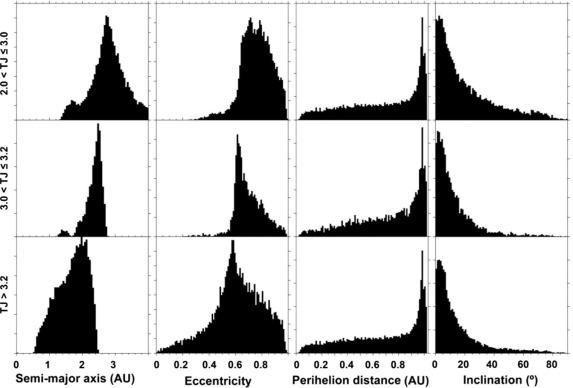 2.0 < TJ ≤ 3.0
3.0 < TJ ≤ 3.2
TJ > 3.2
0 1 2 3 0 0.2 0.4 0.6 0.8 0 0.2 0.4 0.6 0.8 0 20 40 60 80
Semi-major axis (AU) Eccentricity Perihelion distance (AU) Inclination (º)